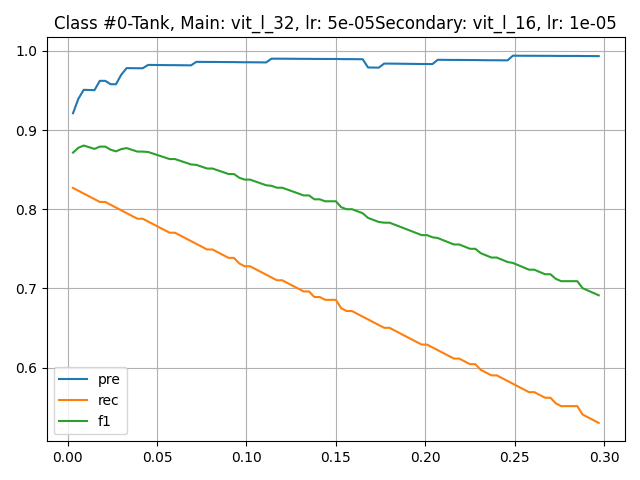 Class #0-Tank, Main: vit_l_32, lr: 5e-05Secondary: vit_l_16, lr: 1e-05
1.0
0.9
0.8
0.7
0.6
pre
rec
f1
0.00 0.05 0.10 0.15 0.20 0.25 0.30